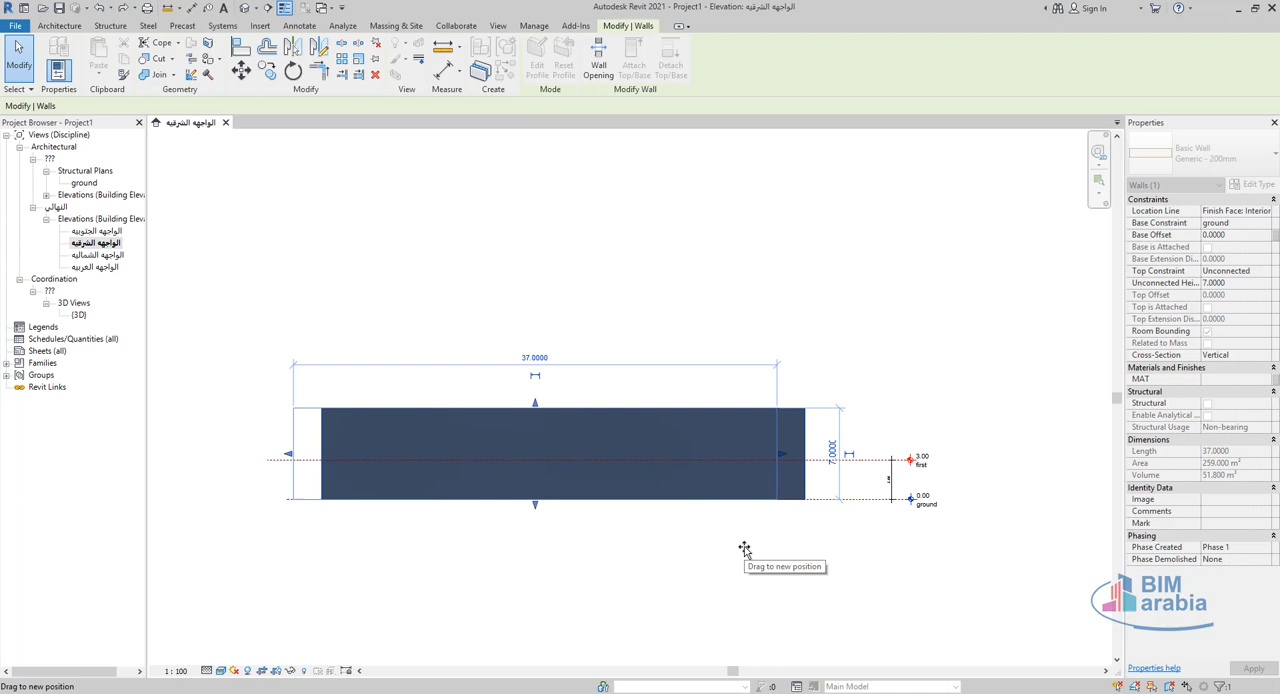 Autodesk Revit 2021 - Project1 - Elevation: الواجهه الشرقيه
Sign In
File Architecture Structure Steel Precast Systems Insert Annotate Analyze Massing & Site Collaborate View Manage Add-Ins Modify | Walls
Modify
Paste
Cope
Cut
Join
Edit Profile
Reset Profile
Wall Opening
Attach Top/Base
Detach Top/Base
Select Properties Clipboard Geometry Modify View Measure Create Mode Modify Wall
Modify | Walls
Project Browser - Project1
Views (Discipline)
Architectural
???
Structural Plans
ground
Elevations (Building Elev
النهائي
Elevations (Building Elev
الواجهه الجنوبيه
الواجهه الشرقيه
الواجهه الشماليه
الواجهه الغربيه
Coordination
???
3D Views
{3D}
Legends
Schedules/Quantities (all)
Sheets (all)
Families
Groups
Revit Links
الواجهه الشرقيه
37.0000
7.0000
3.00
first
0.00
ground
Drag to new position
Properties
Basic Wall
Generic - 200mm
Walls (1)
Edit Type
Constraints
Location Line Finish Face: Interior
Base Constraint ground
Base Offset 0.0000
Base is Attached
Base Extension Di... 0.0000
Top Constraint Unconnected
Unconnected Hei... 7.0000
Top Offset 0.0000
Top is Attached
Top Extension Dis... 0.0000
Room Bounding
Related to Mass
Cross-Section Vertical
Materials and Finishes
MAT
Structural
Structural
Enable Analytical ...
Structural Usage Non-bearing
Dimensions
Length 37.0000
Area 259.000 m²
Volume 51.800 m³
Identity Data
Image
Comments
Mark
Phasing
Phase Created Phase 1
Phase Demolished None
BIM
arabia
Properties help
Apply
1 : 100
Drag to new position
:0
Main Model
:1